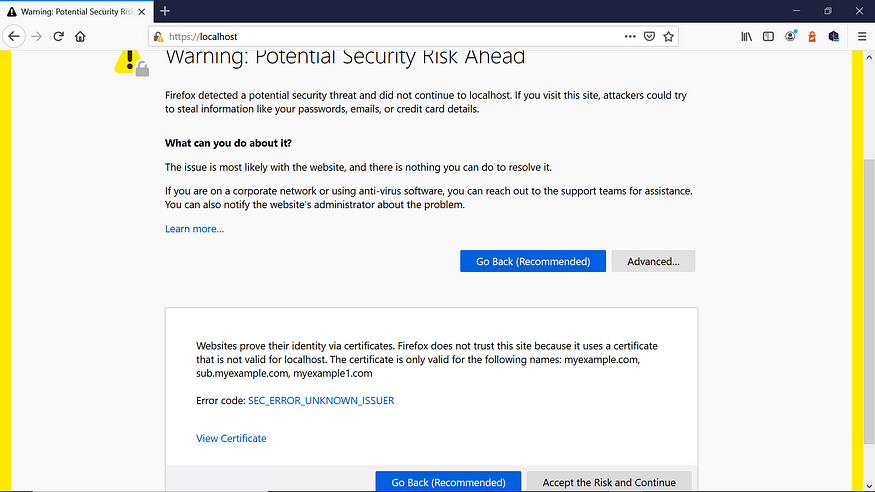 Warning: Potential Security Risk
https://localhost
Warning: Potential Security Risk Ahead
Firefox detected a potential security threat and did not continue to localhost. If you visit this site, attackers could try
to steal information like your passwords, emails, or credit card details.
What can you do about it?
The issue is most likely with the website, and there is nothing you can do to resolve it.
If you are on a corporate network or using anti-virus software, you can reach out to the support teams for assistance.
You can also notify the website's administrator about the problem.
Learn more...
Go Back (Recommended) Advanced...
Websites prove their identity via certificates. Firefox does not trust this site because it uses a certificate
that is not valid for localhost. The certificate is only valid for the following names: myexample.com,
sub.myexample.com, myexample1.com
Error code: SEC_ERROR_UNKNOWN_ISSUER
View Certificate
Go Back (Recommended) Accept the Risk and Continue